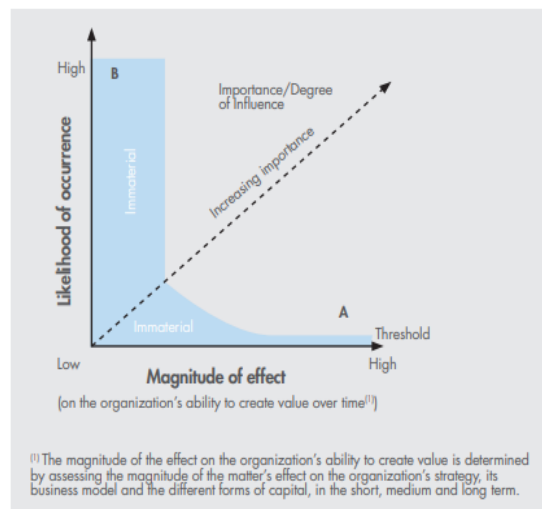 High
B
Importance/Degree
of Influence
Likelihood of occurrence
Immaterial
Increasing importance
A
Immaterial
Threshold
Low
High
Magnitude of effect
(on the organization's ability to create value over time(1))
(1) The magnitude of the effect on the organization's ability to create value is determined
by assessing the magnitude of the matter's effect on the organization's strategy, its
business model and the different forms of capital, in the short, medium and long term.